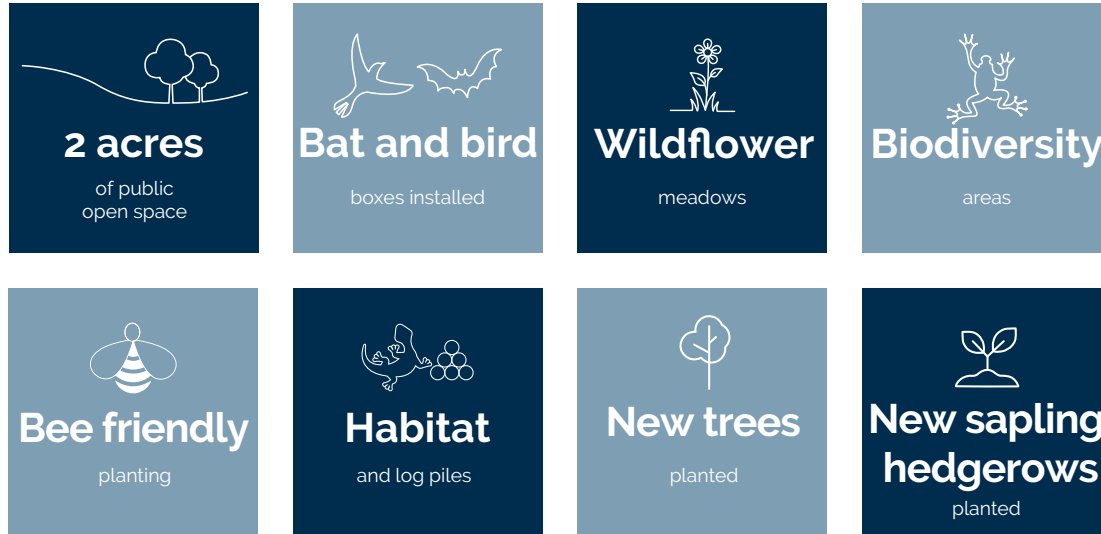 2 acres
of public
open space
Bat and bird
boxes installed
Wildflower
meadows
Biodiversity
areas
Bee friendly
planting
Habitat
and log piles
New trees
planted
New sapling
hedgerows
planted